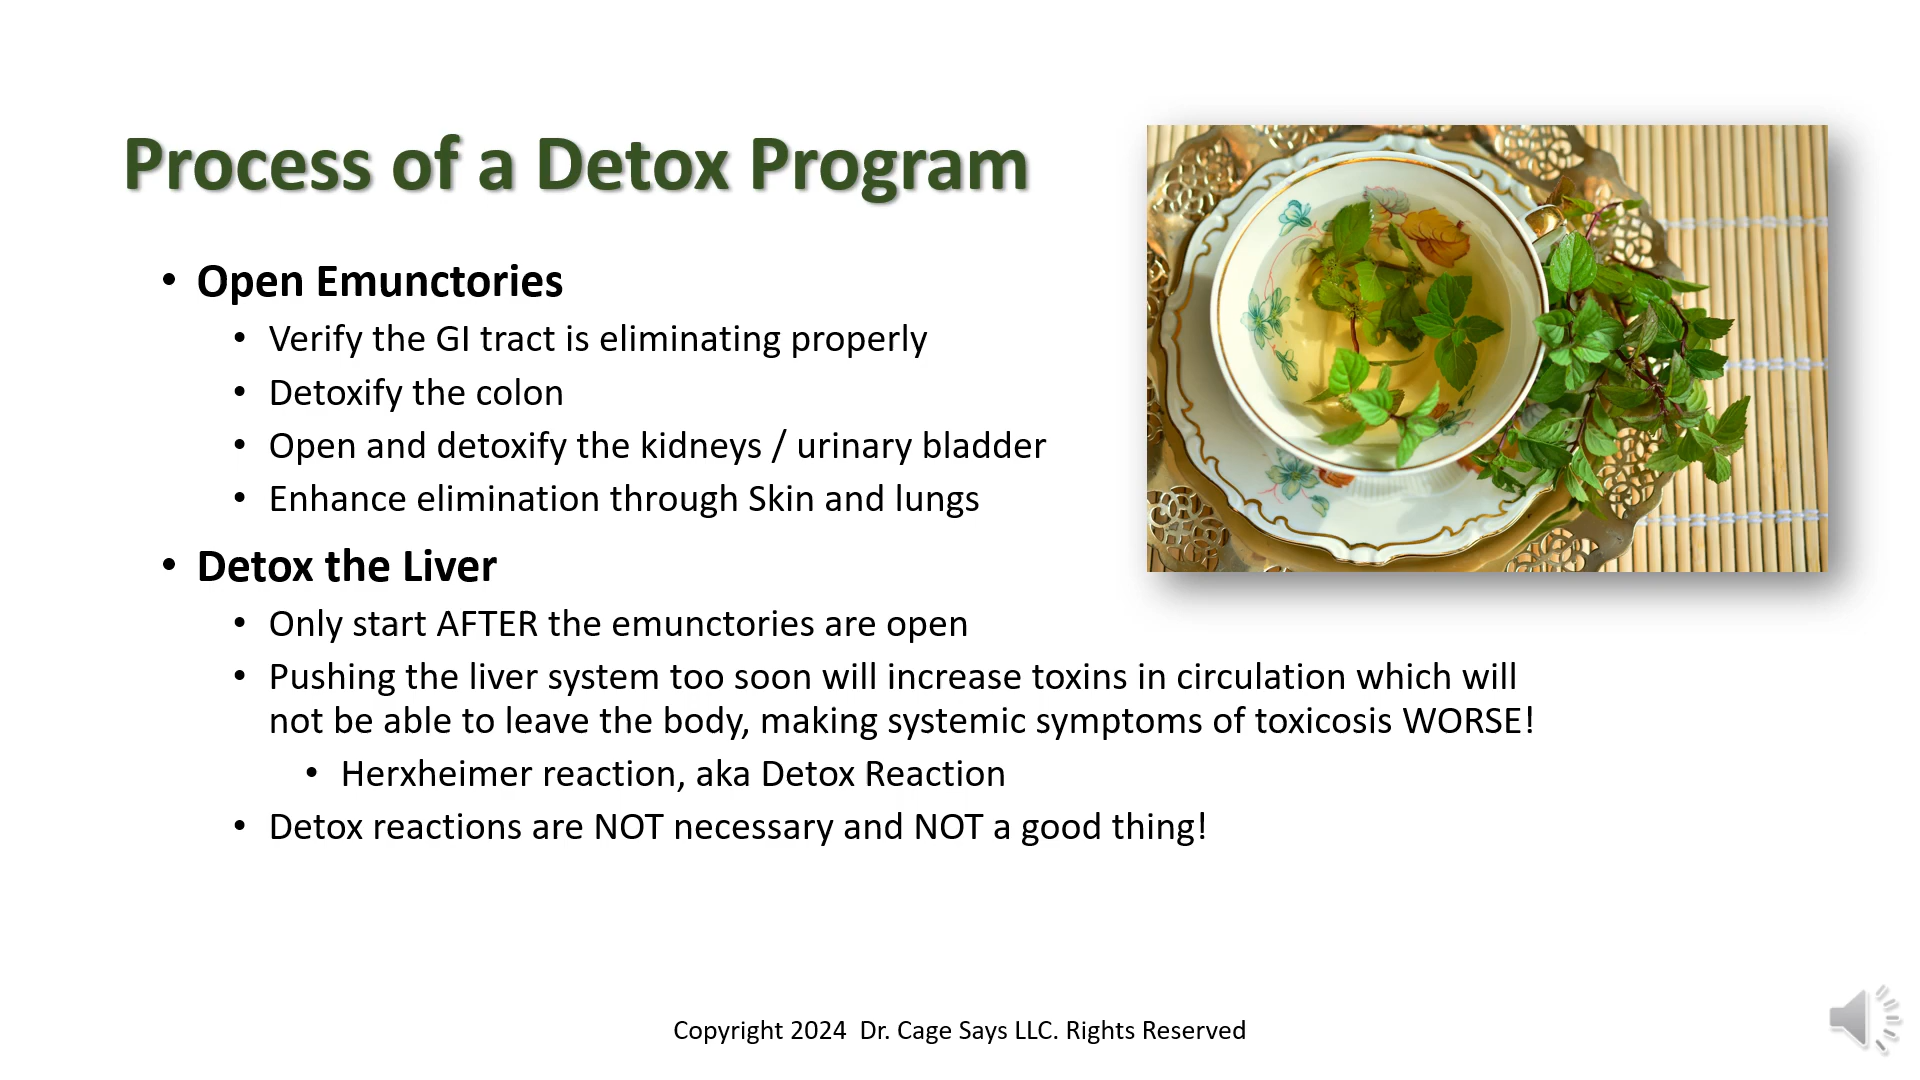 Process of a Detox Program
• Open Emunctories
• Verify the GI tract is eliminating properly
• Detoxify the colon
• Open and detoxify the kidneys / urinary bladder
• Enhance elimination through Skin and lungs
• Detox the Liver
• Only start AFTER the emunctories are open
• Pushing the liver system too soon will increase toxins in circulation which will
not be able to leave the body, making systemic symptoms of toxicosis WORSE!
• Herxheimer reaction, aka Detox Reaction
• Detox reactions are NOT necessary and NOT a good thing!
Copyright 2024  Dr. Cage Says LLC. Rights Reserved